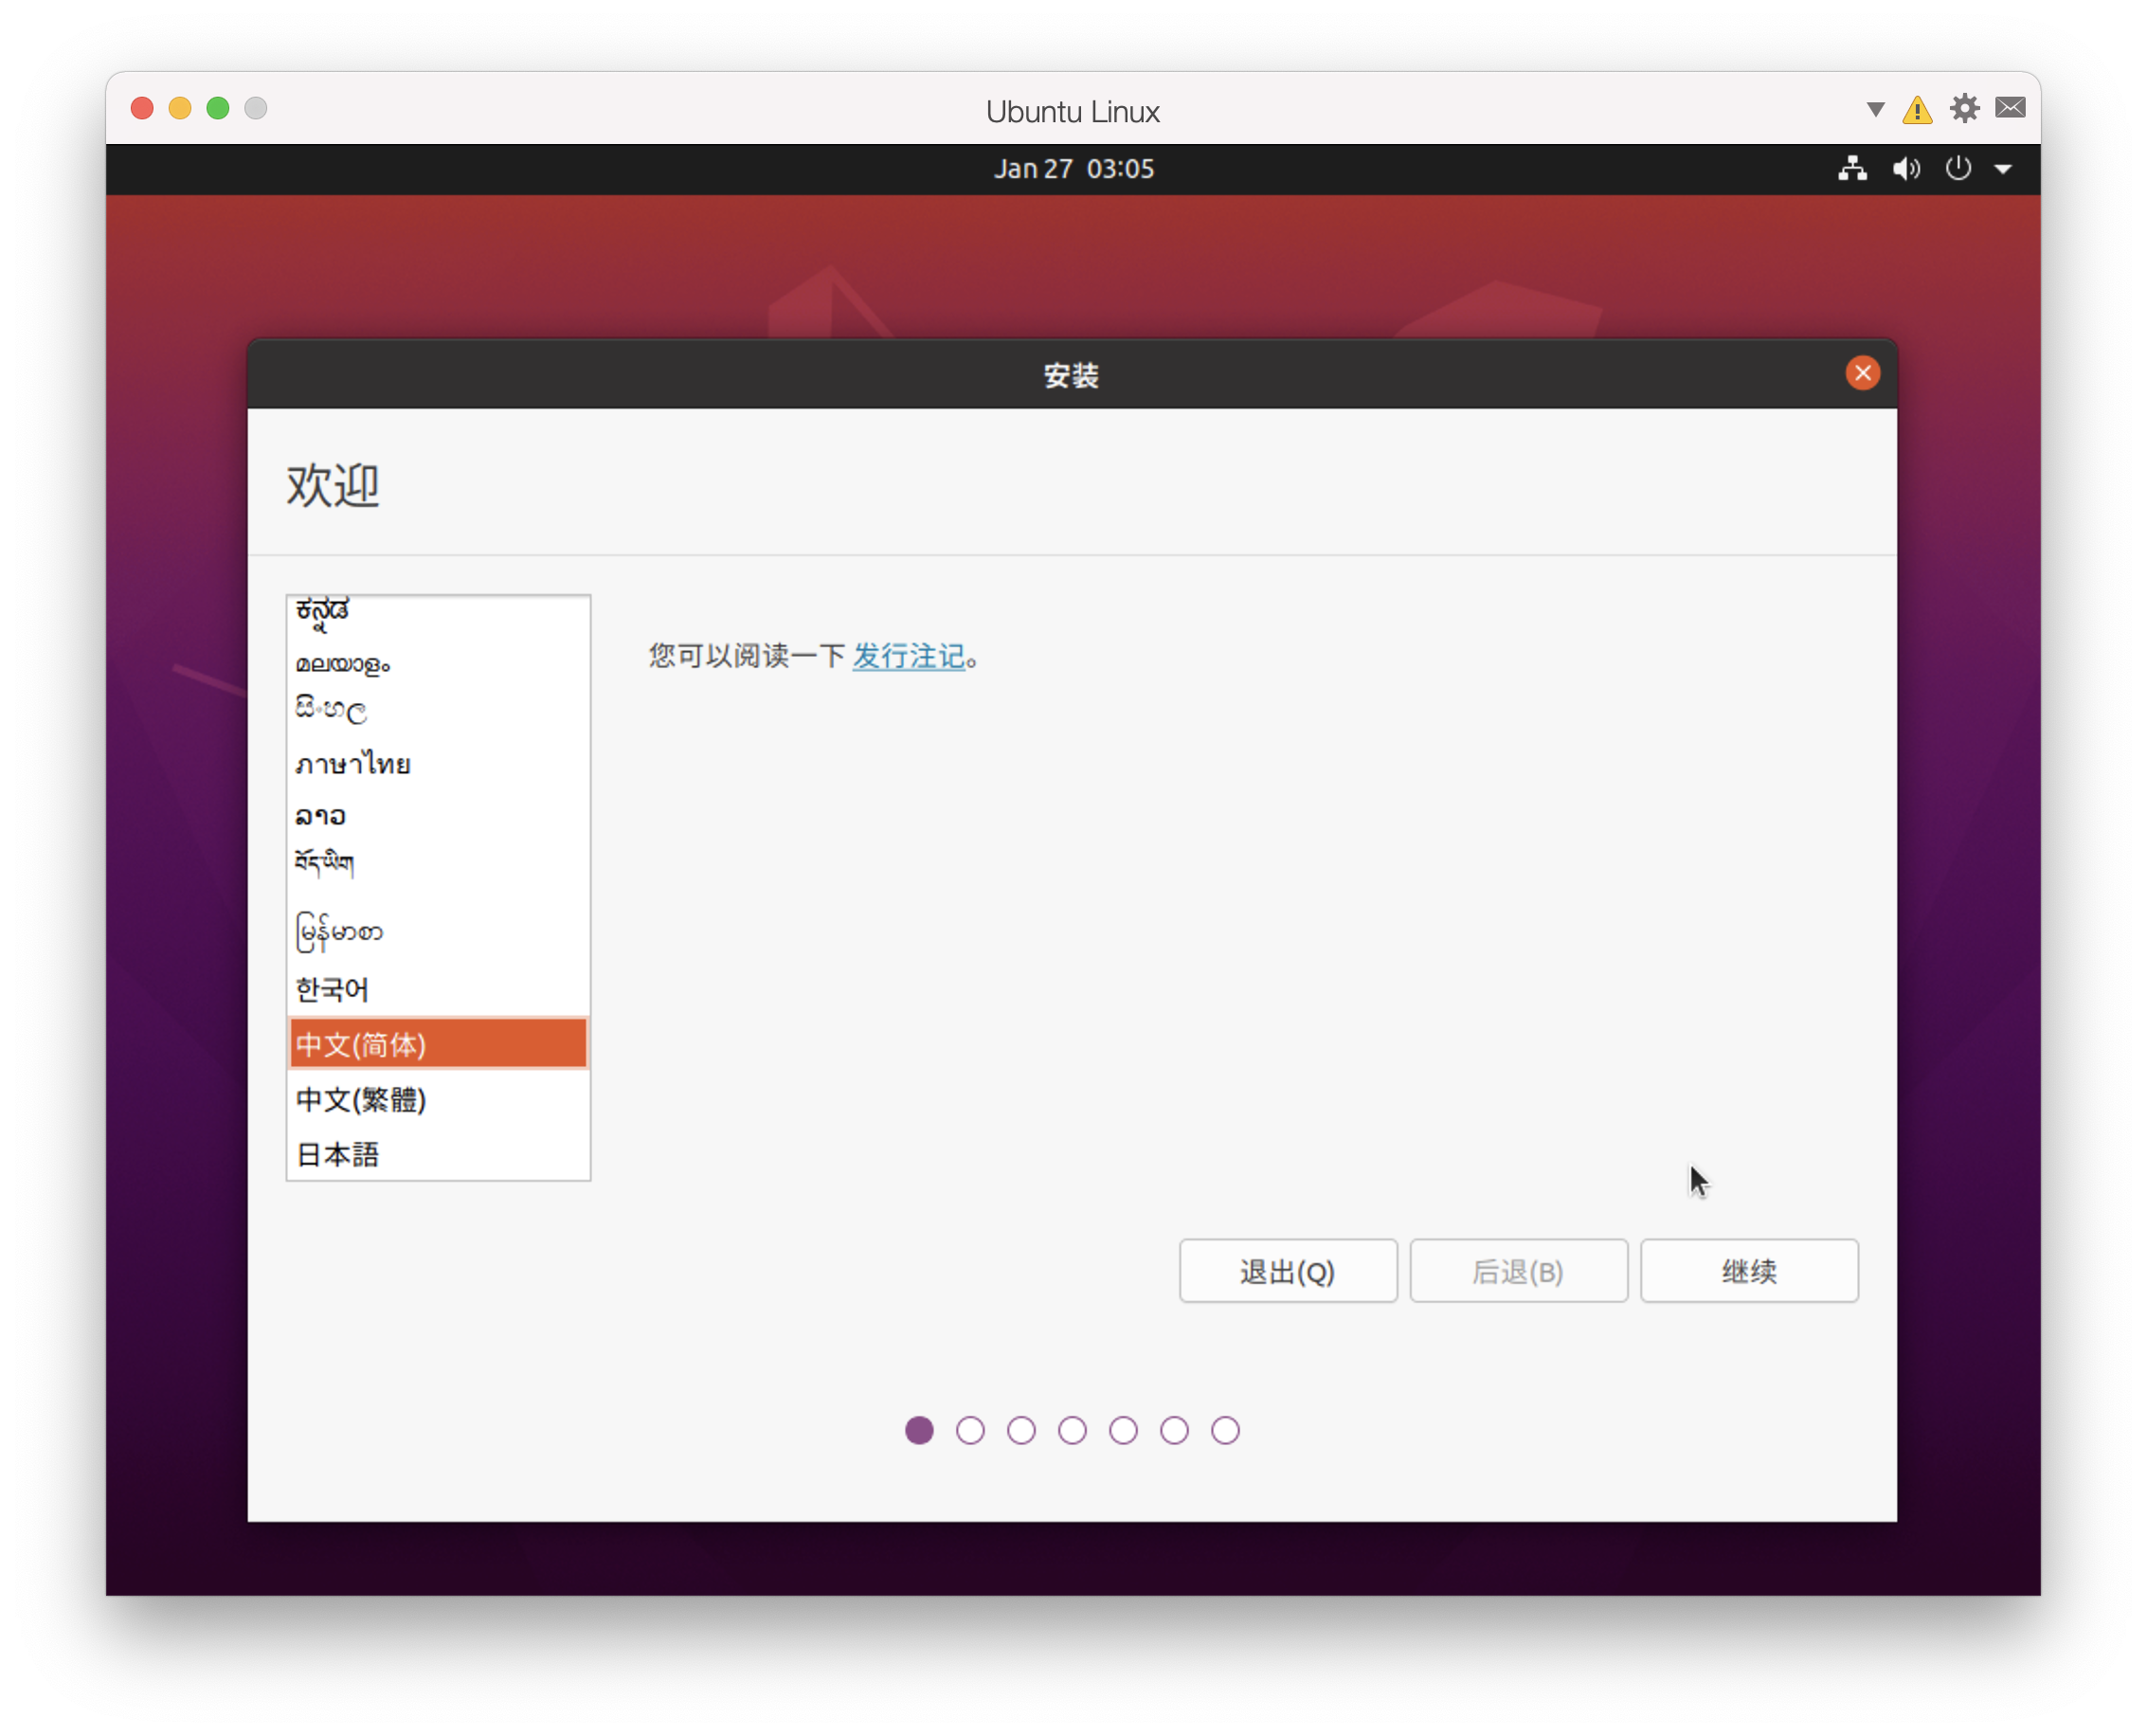 Ubuntu Linux
Jan 27 03:05
安装
欢迎
ಕನ್ನಡ
മലയാളം
සිංහල
ภาษาไทย
ລາວ
བོད་ཡིག
မြန်မာစာ
한국어
中文(简体)
中文(繁體)
日本語
您可以阅读一下 发行注记。
退出(Q)
后退(B)
继续